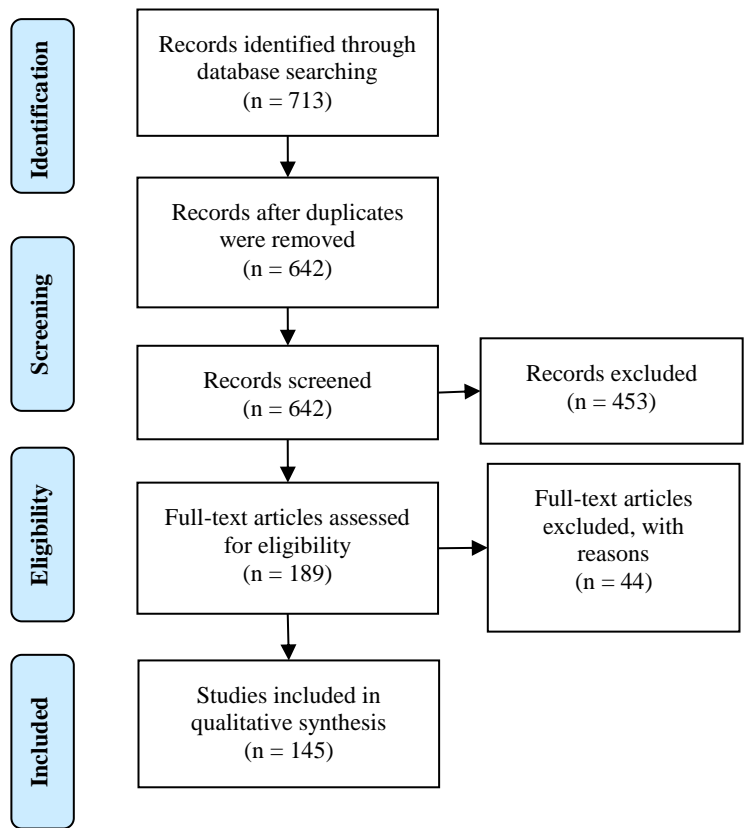 Identification
Records identified through
database searching
(n = 713)
Records after duplicates
were removed
(n = 642)
Screening
Records screened
(n = 642)
Records excluded
(n = 453)
Eligibility
Full-text articles assessed
for eligibility
(n = 189)
Full-text articles
excluded, with
reasons
(n = 44)
Included
Studies included in
qualitative synthesis
(n = 145)